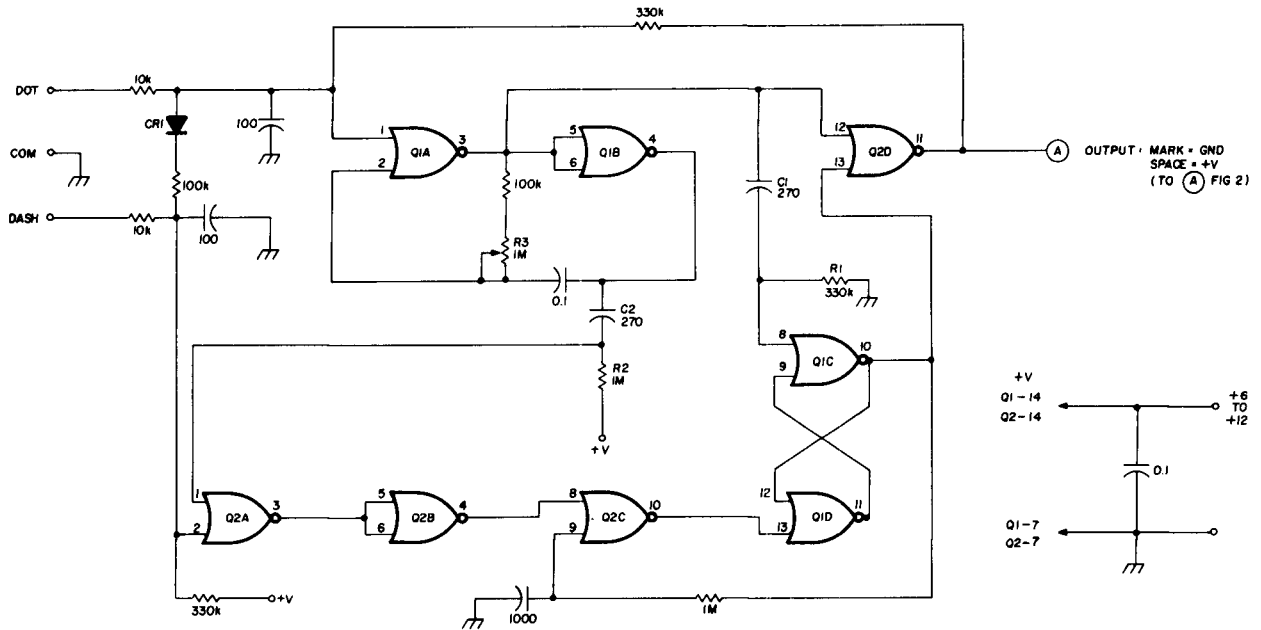 330k
DOT
10k
CR1
100
100k
COM
DASH
10k
100
1
2
Q1A
3
100k
R3
1M
5
6
Q1B
4
0.1
C2
270
R2
1M
+V
C1
270
R1
330k
12
13
Q2D
11
A
OUTPUT: MARK = GND
SPACE = +V
(TO A FIG 2)
8
9
Q1C
10
12
13
Q1D
11
1
2
Q2A
3
5
6
Q2B
4
8
9
Q2C
10
330k
+V
1000
1M
+V
Q1-14
Q2-14
+6
TO
+12
0.1
Q1-7
Q2-7